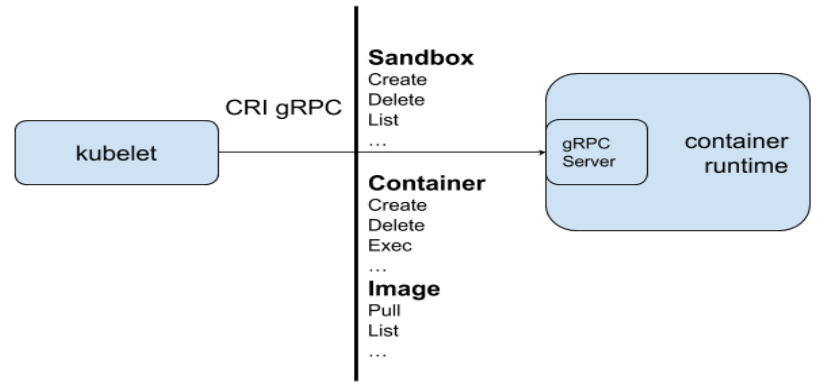 kubelet
CRI gRPC
Sandbox
Create
Delete
List
...
Container
Create
Delete
Exec
...
Image
Pull
List
...
gRPC
Server
container
runtime